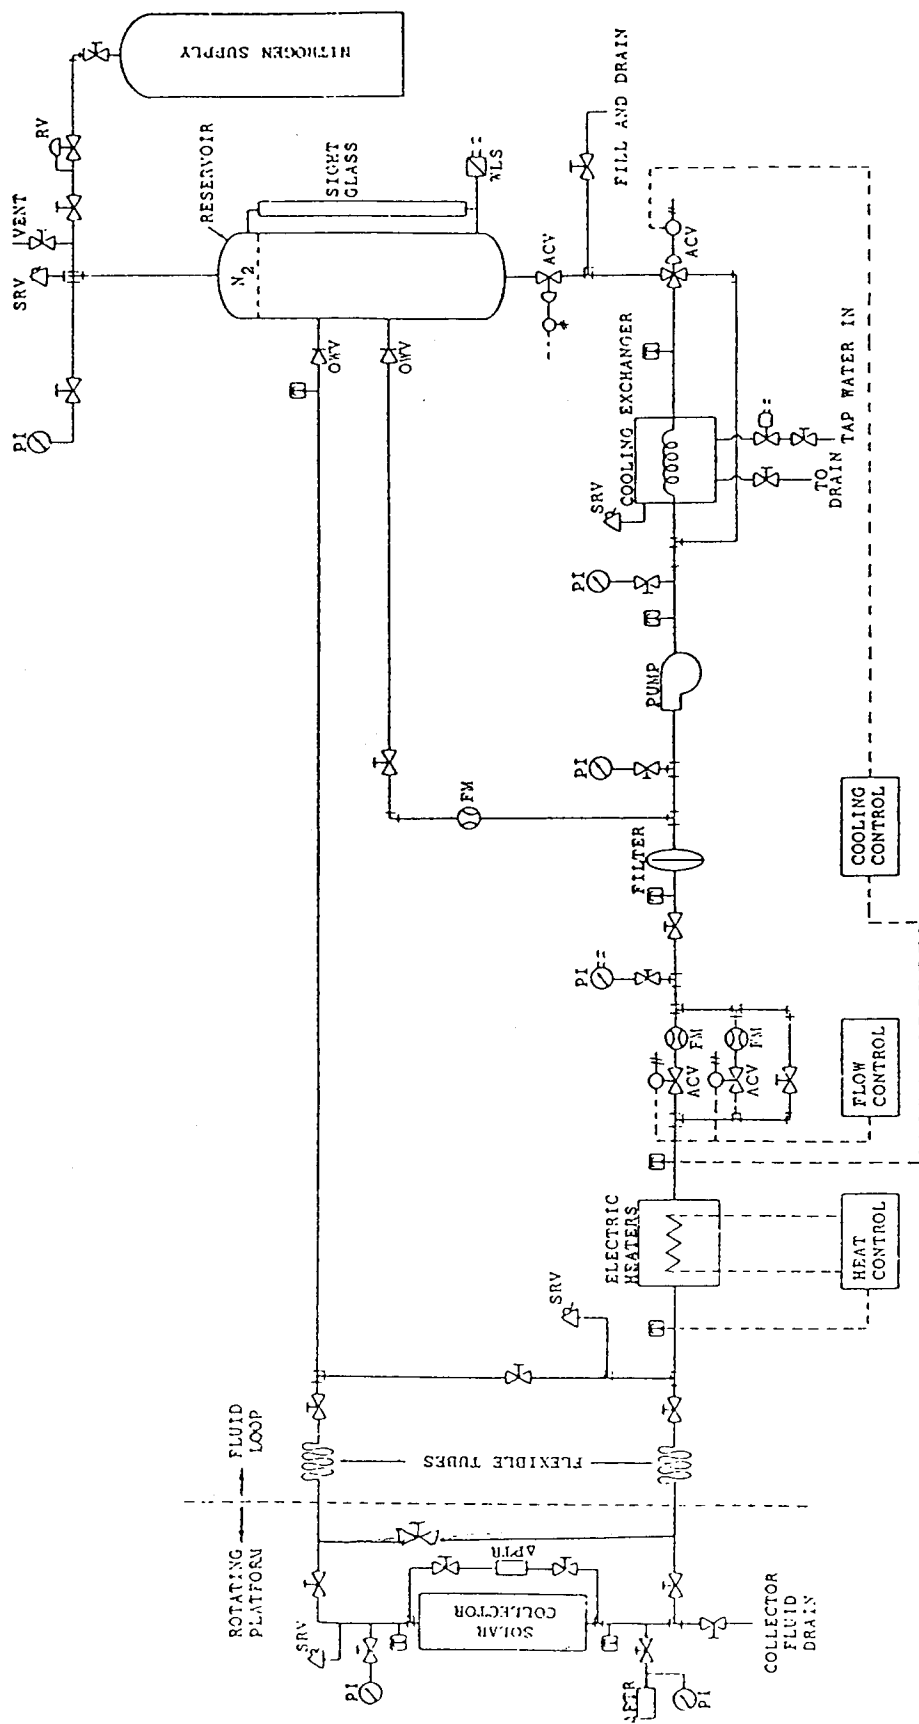 NITROGEN SUPPLY
RV
VENT
SRV
PI
RESERVOIR
N2
SIGHT
GLASS
OWV
OWV
ACV
FILL AND DRAIN
ACV
COOLING EXCHANGER
SRV
TAP WATER IN
TO
DRAIN
PI
PUMP
PI
FM
FILTER
PI
FM
FM
ACV
ACV
COOLING
CONTROL
FLOW
CONTROL
ELECTRIC
HEATERS
HEAT
CONTROL
SRV
FLUID
LOOP
FLEXIBLE TUBES
ROTATING
PLATFORM
ΔPTR
SOLAR
COLLECTOR
SRV
PI
PI
COLLECTOR
FLUID
DRAIN